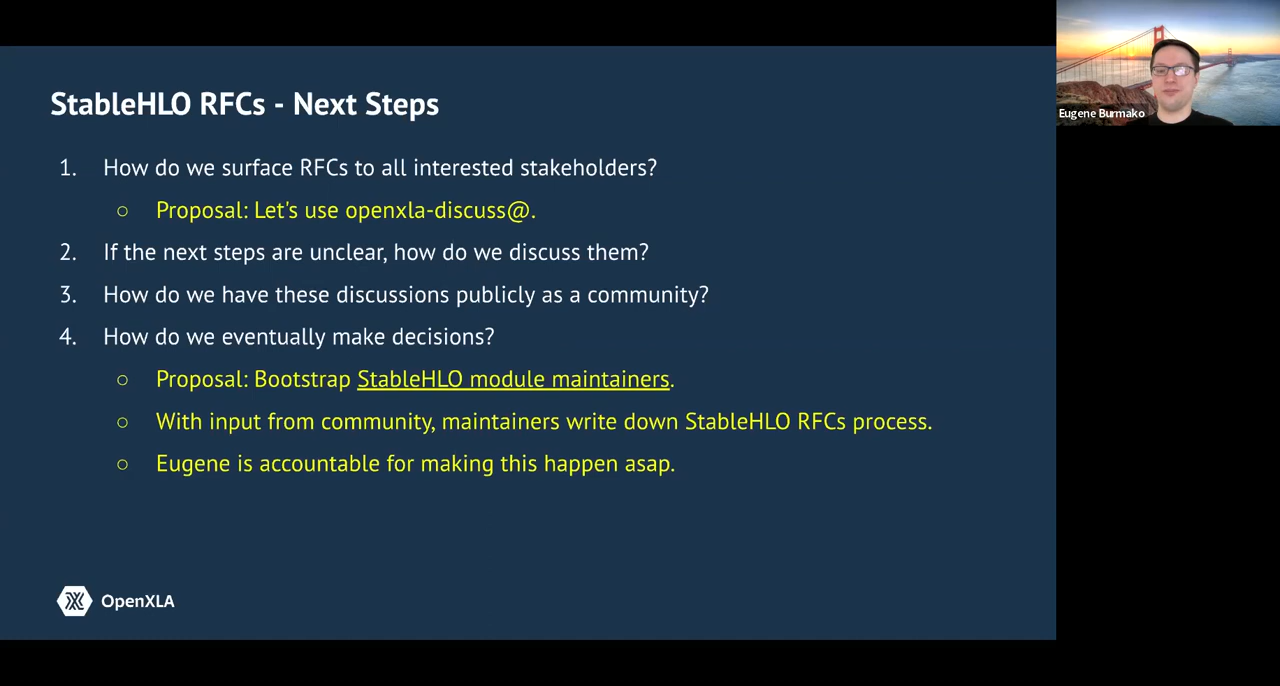 StableHLO RFCs - Next Steps
1. How do we surface RFCs to all interested stakeholders?
○ Proposal: Let's use openxla-discuss@.
2. If the next steps are unclear, how do we discuss them?
3. How do we have these discussions publicly as a community?
4. How do we eventually make decisions?
○ Proposal: Bootstrap StableHLO module maintainers.
○ With input from community, maintainers write down StableHLO RFCs process.
○ Eugene is accountable for making this happen asap.
OpenXLA
Eugene Burmako